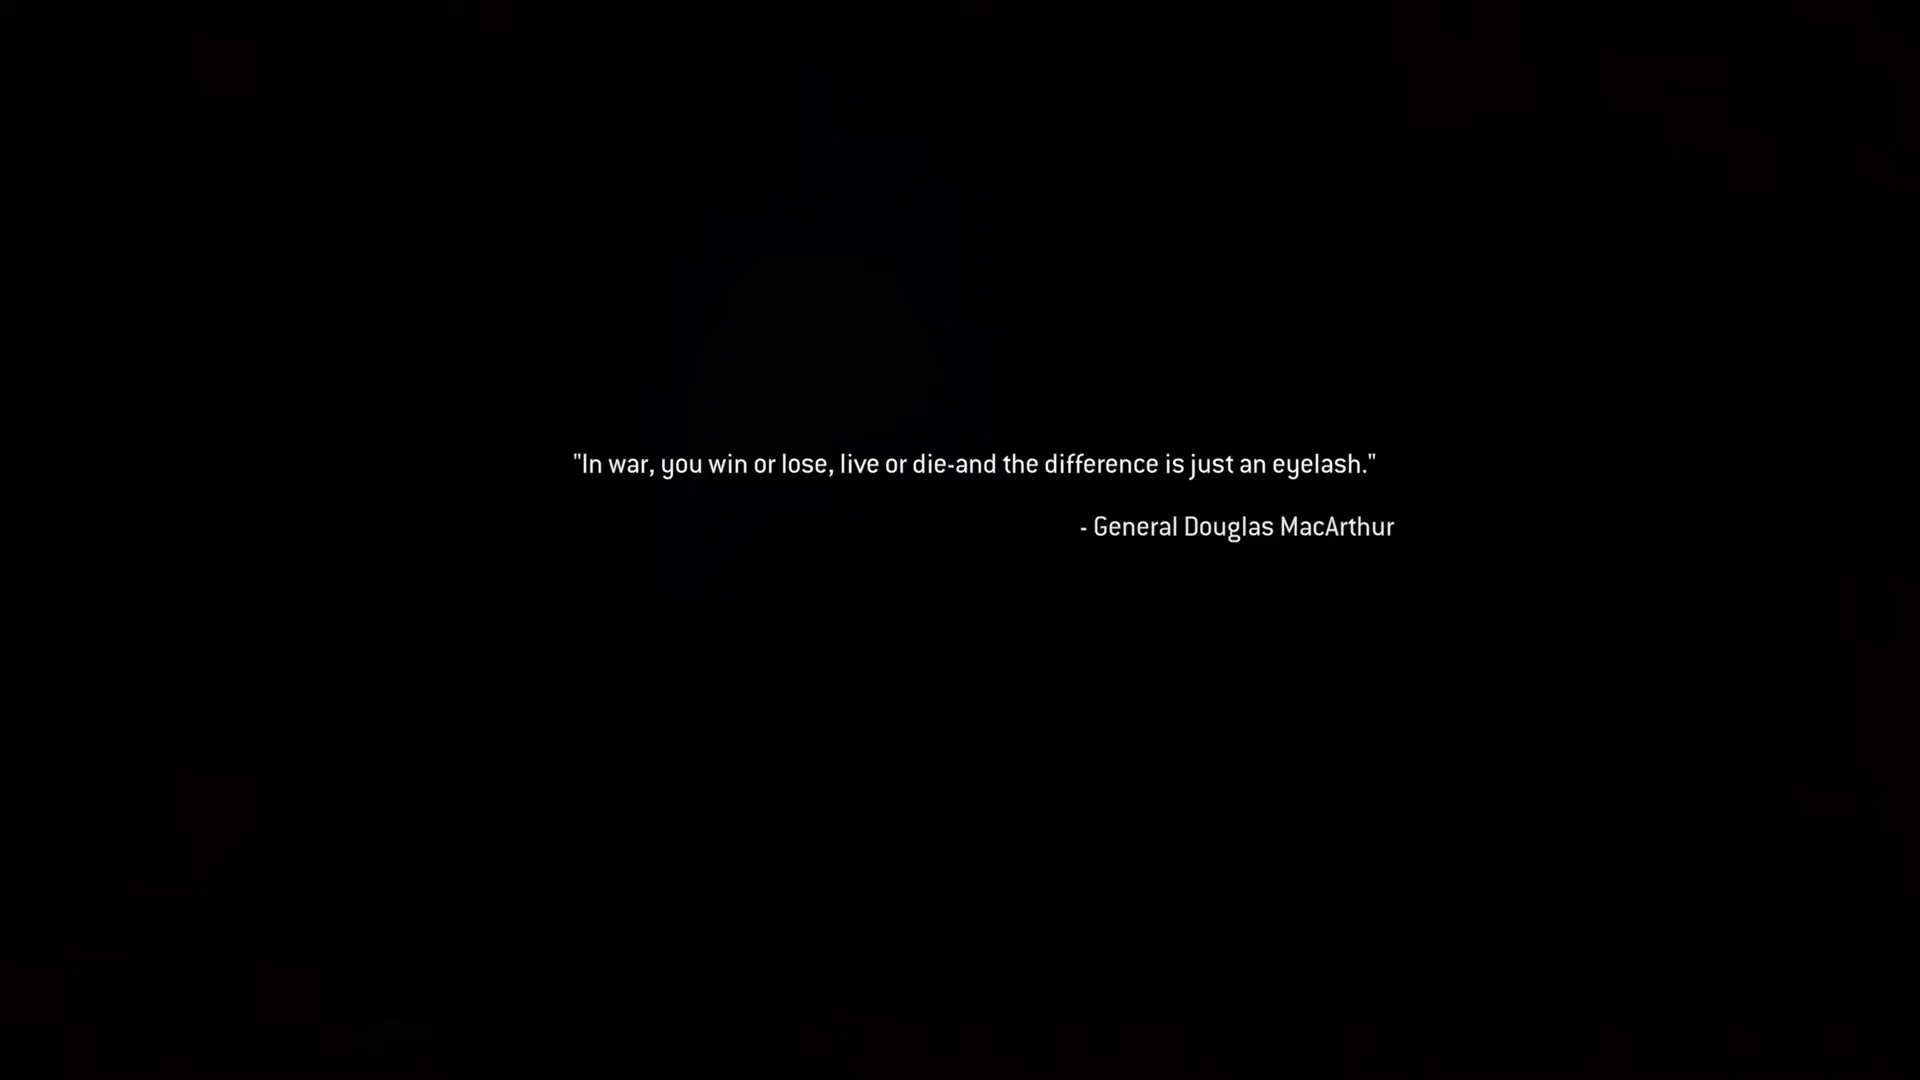 "In war, you win or lose, live or die-and the difference is just an eyelash."
- General Douglas MacArthur